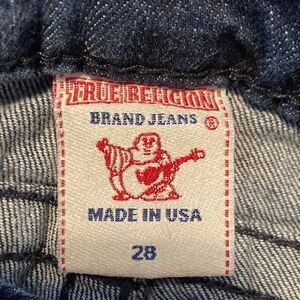 TRUE RELIGION
BRAND JEANS ®
MADE IN USA
28